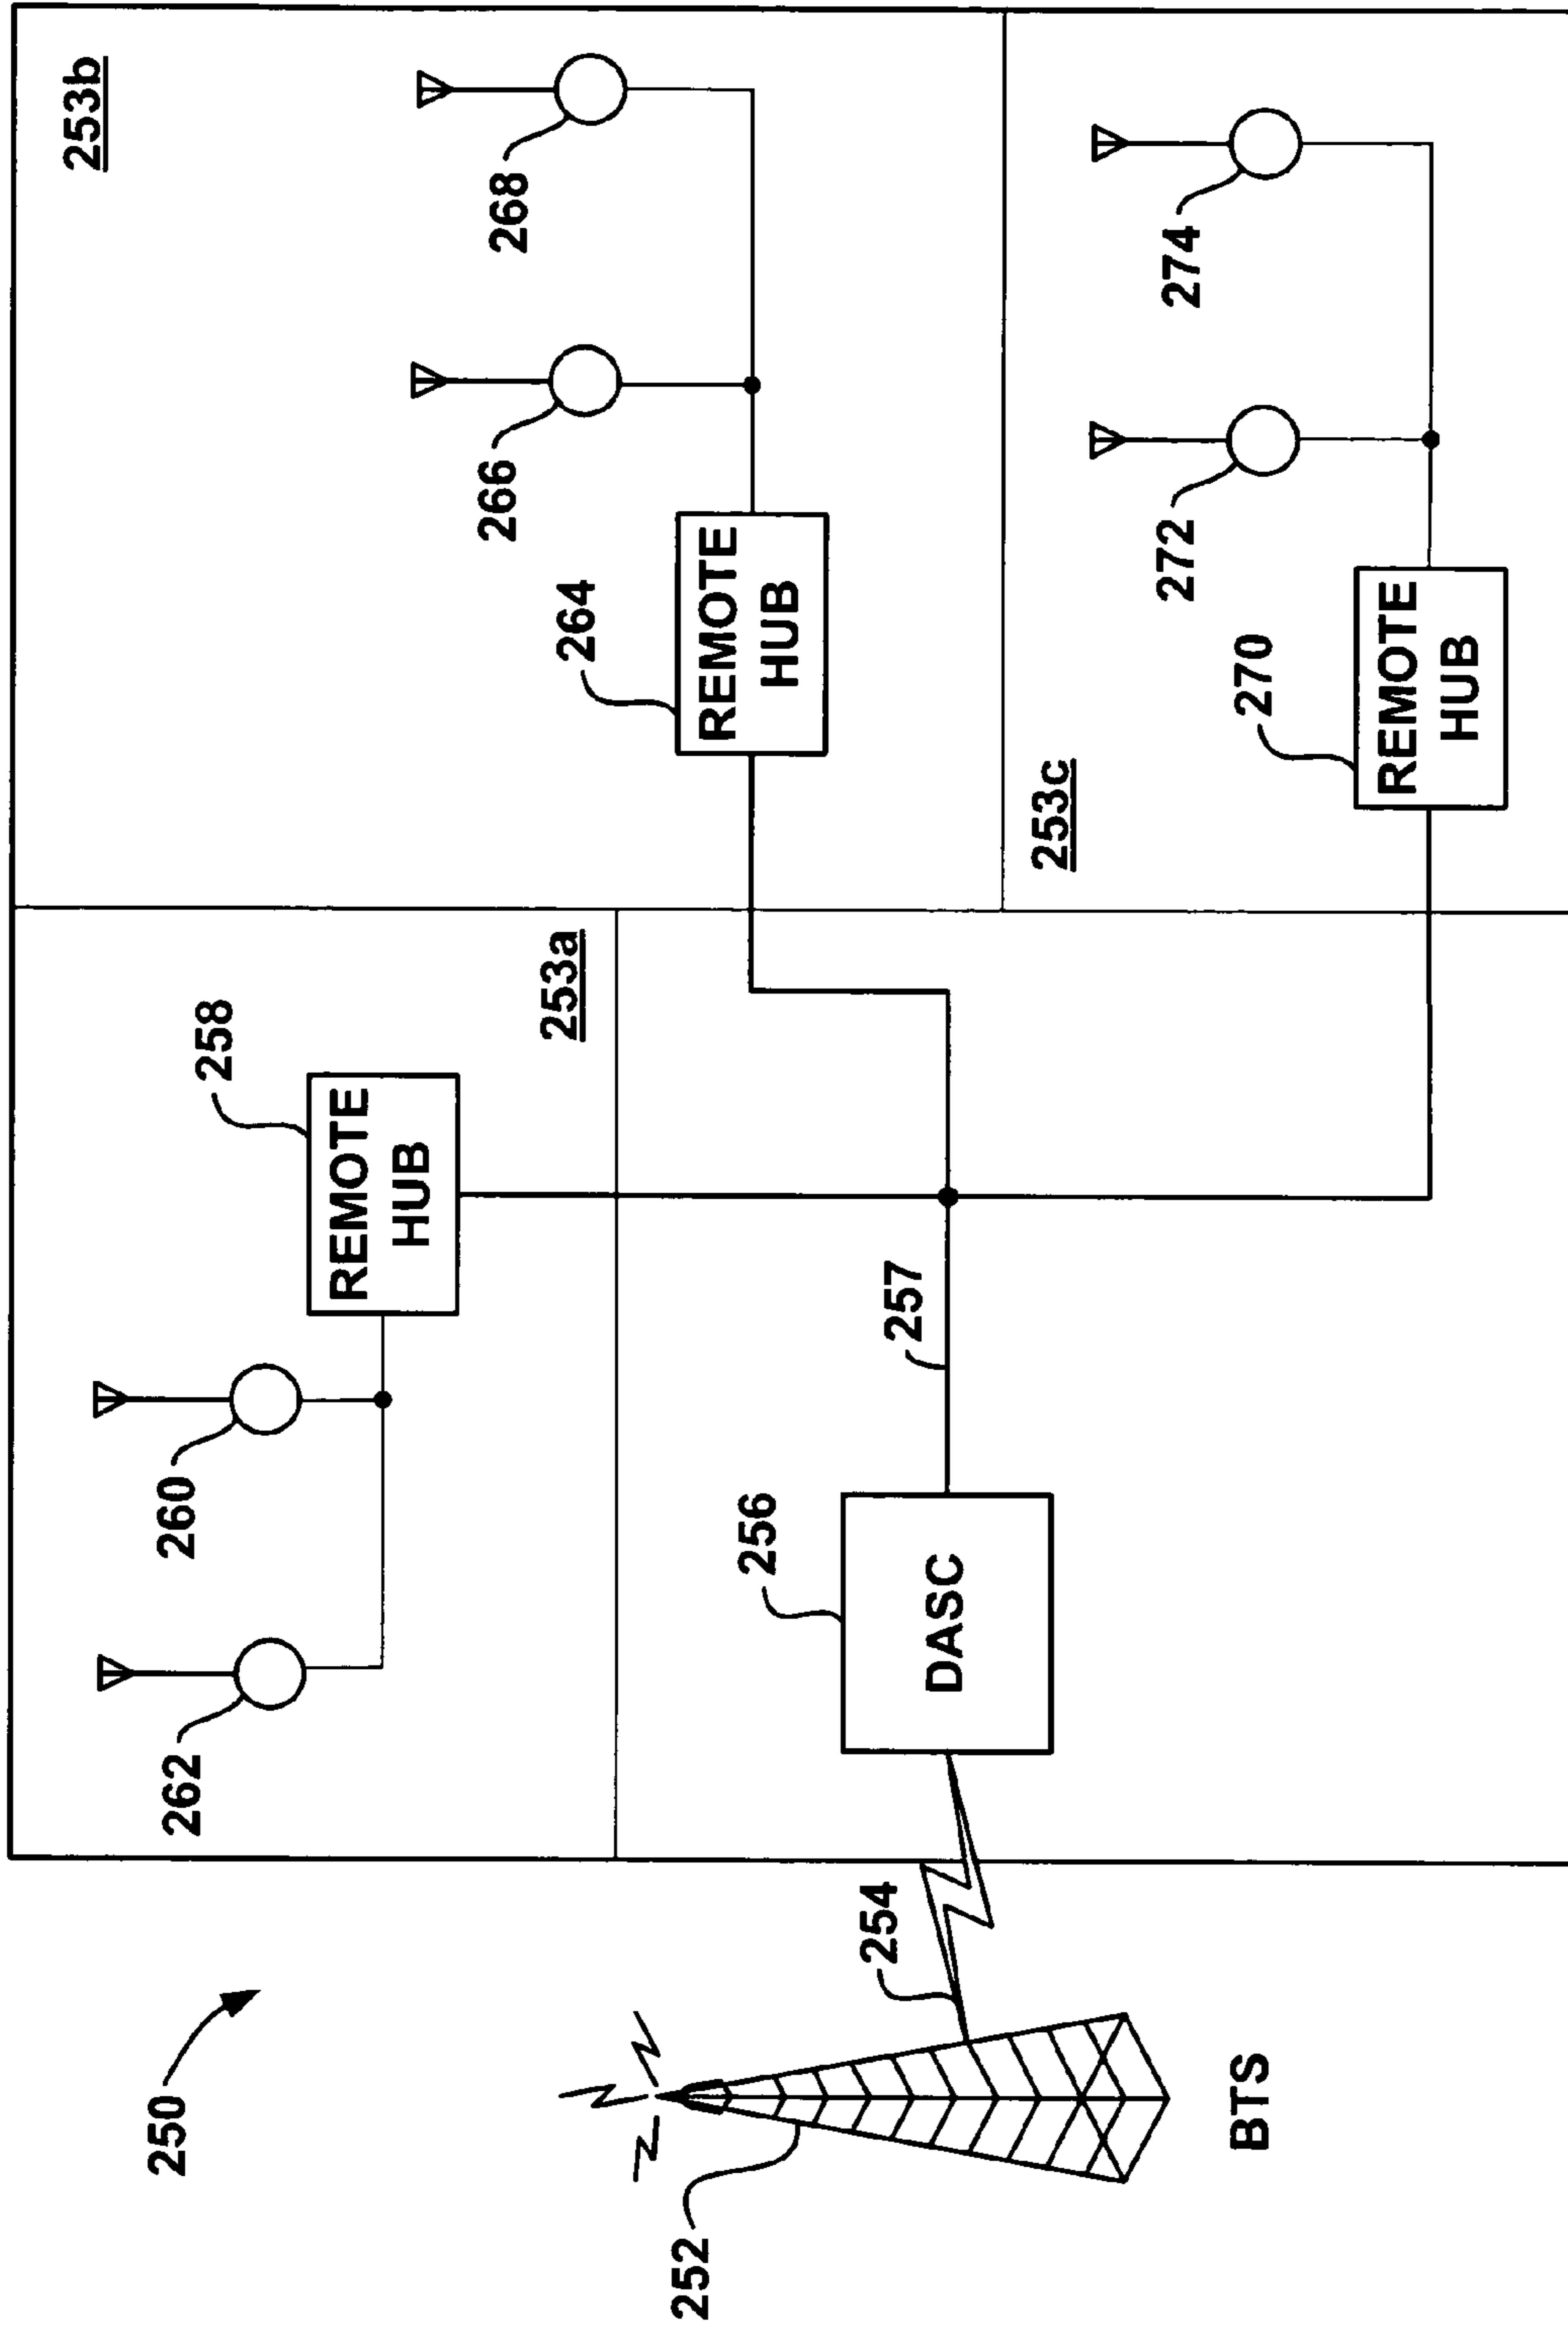 250
252
BTS
254
262
260
258
REMOTE
HUB
253a
256
DASC
257
253b
268
266
264
REMOTE
HUB
253c
274
272
270
REMOTE
HUB